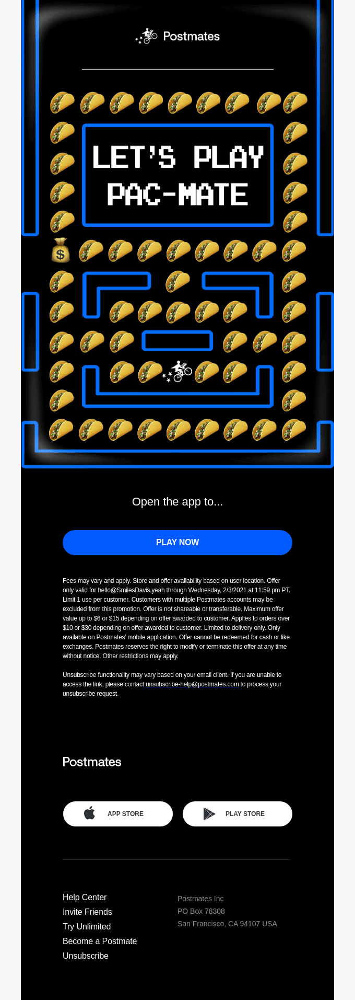 Postmates
LET'S PLAY
PAC-MATE
$
Open the app to...
PLAY NOW
Fees may vary and apply. Store and offer availability based on user location. Offer
only valid for hello@SmilesDavis.yeah through Wednesday, 2/3/2021 at 11:59 pm PT.
Limit 1 use per customer. Customers with multiple Postmates accounts may be
excluded from this promotion. Offer is not shareable or transferable. Maximum offer
value up to $6 or $15 depending on offer awarded to customer. Applies to orders over
$10 or $30 depending on offer awarded to customer. Limited to delivery only. Only
available on Postmates' mobile application. Offer cannot be redeemed for cash or like
exchanges. Postmates reserves the right to modify or terminate this offer at any time
without notice. Other restrictions may apply.
Unsubscribe functionality may vary based on your email client. If you are unable to
access the link, please contact unsubscribe-help@postmates.com to process your
unsubscribe request.
Postmates
APP STORE
PLAY STORE
Help Center
Invite Friends
Try Unlimited
Become a Postmate
Unsubscribe
Postmates Inc
PO Box 78308
San Francisco, CA 94107 USA